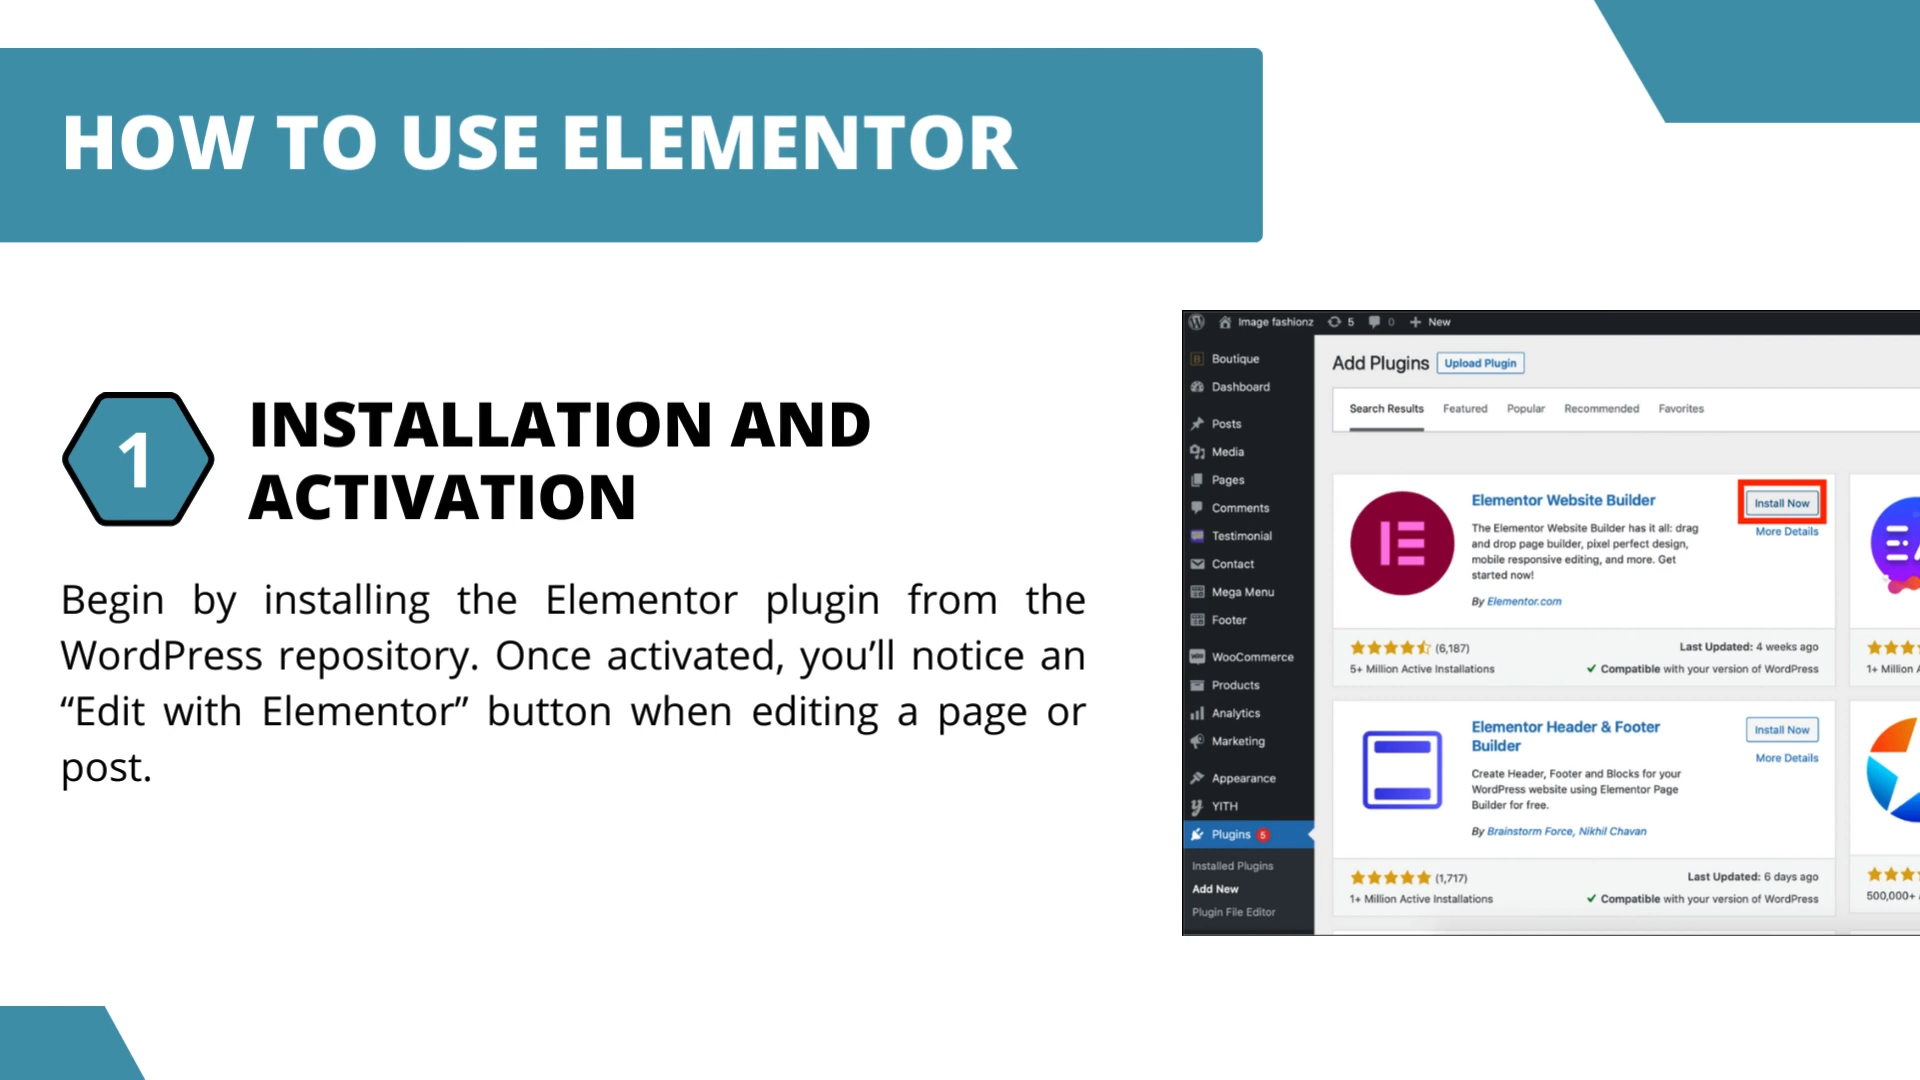 HOW TO USE ELEMENTOR
1
INSTALLATION AND
ACTIVATION
Begin by installing the Elementor plugin from the
WordPress repository. Once activated, you’ll notice an
“Edit with Elementor” button when editing a page or
post.
Image fashionz 5 0 New
Boutique
Dashboard
Posts
Media
Pages
Comments
Testimonial
Contact
Mega Menu
Footer
WooCommerce
Products
Analytics
Marketing
Appearance
YITH
Plugins 5
Installed Plugins
Add New
Plugin File Editor
Add Plugins Upload Plugin
Search Results Featured Popular Recommended Favorites
Elementor Website Builder
Install Now
More Details
The Elementor Website Builder has it all: drag
and drop page builder, pixel perfect design,
mobile responsive editing, and more. Get
started now!
By Elementor.com
(6,187)
Last Updated: 4 weeks ago
5+ Million Active Installations
Compatible with your version of WordPress
Elementor Header & Footer
Builder
Install Now
More Details
Create Header, Footer and Blocks for your
WordPress website using Elementor Page
Builder for free.
By Brainstorm Force, Nikhil Chavan
(1,717)
Last Updated: 6 days ago
1+ Million Active Installations
Compatible with your version of WordPress
1+ Million
500,000+